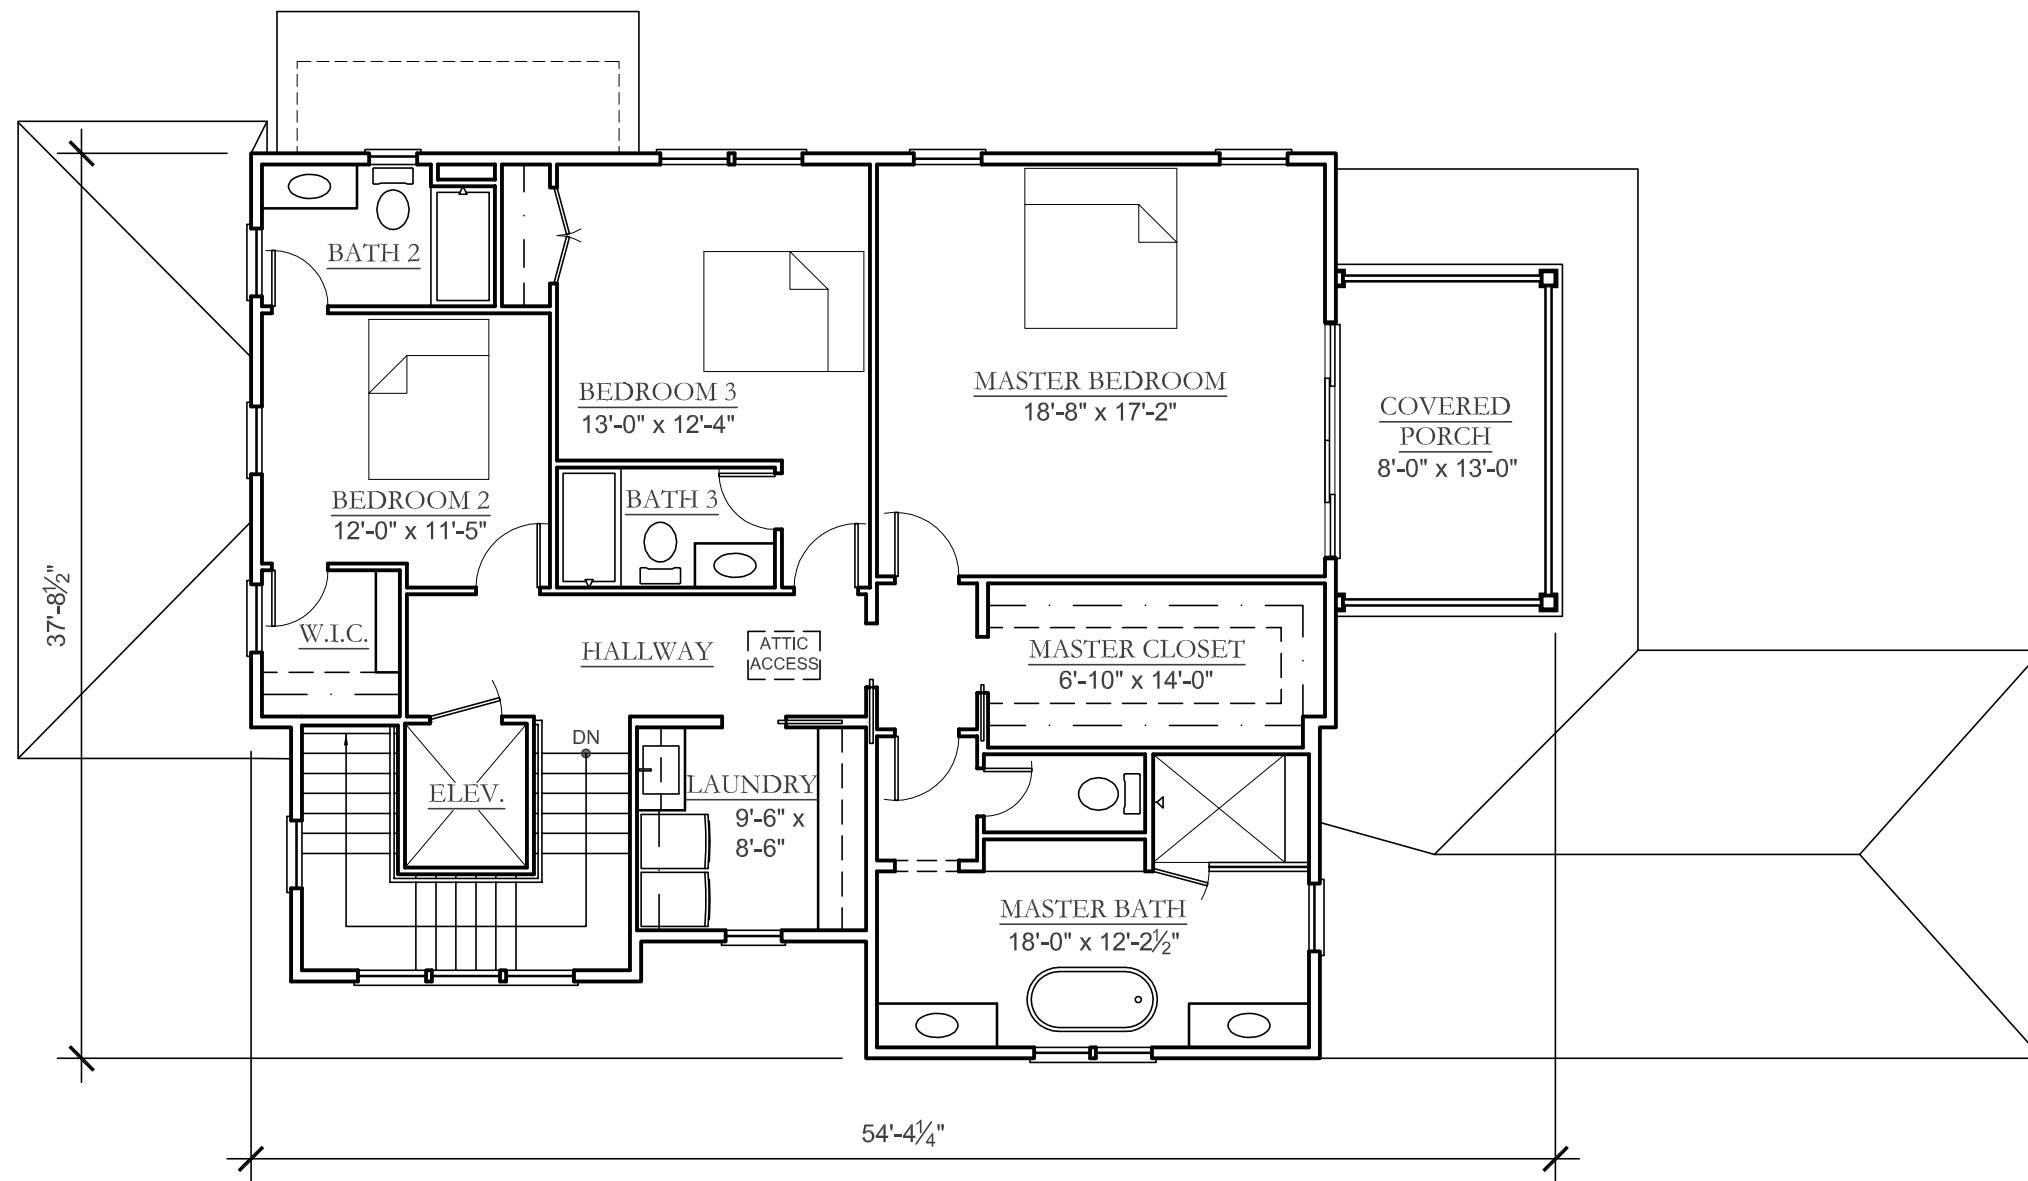 BATH 2
BEDROOM 3
13'-0" x 12'-4"
MASTER BEDROOM
18'-8" x 17'-2"
COVERED
PORCH
8'-0" x 13'-0"
BEDROOM 2
12'-0" x 11'-5"
BATH 3
37'-8½"
W.I.C.
HALLWAY
ATTIC
ACCESS
MASTER CLOSET
6'-10" x 14'-0"
DN
ELEV.
LAUNDRY
9'-6" x
8'-6"
MASTER BATH
18'-0" x 12'-2½"
54'-4¼"